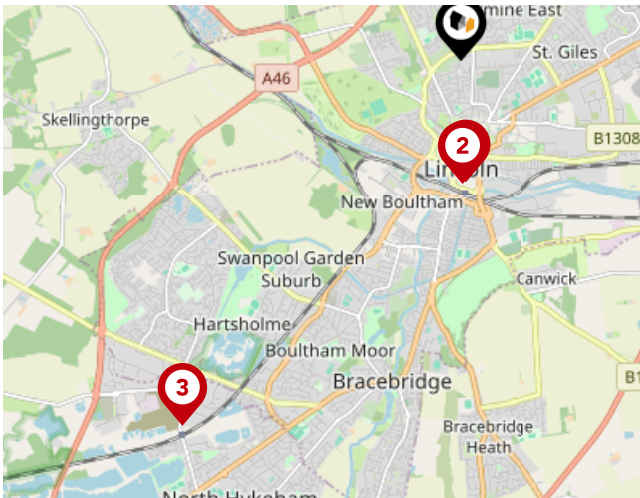 mine East
St. Giles
A46
Skellingthorpe
B1308
2
Lincoln
New Boultham
Swanpool Garden
Suburb
Canwick
Hartsholme
Boultham Moor
3
Bracebridge
B1
Bracebridge
Heath
North Hykeham